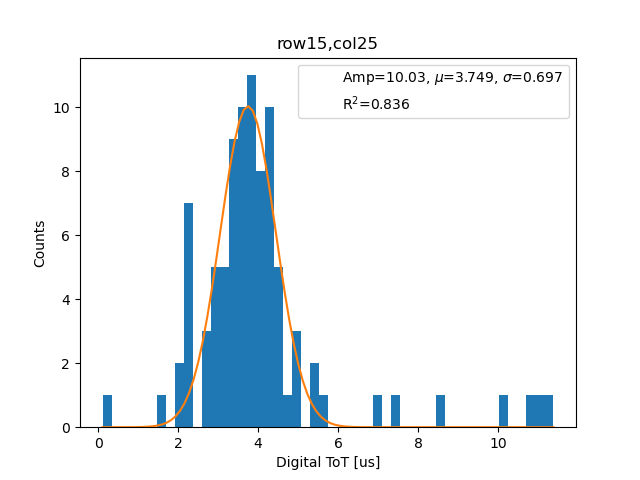 row15,col25
Amp=10.03, μ=3.749, σ=0.697
R²=0.836
Counts
10
8
6
4
2
0
0 2 4 6 8 10
Digital ToT [us]